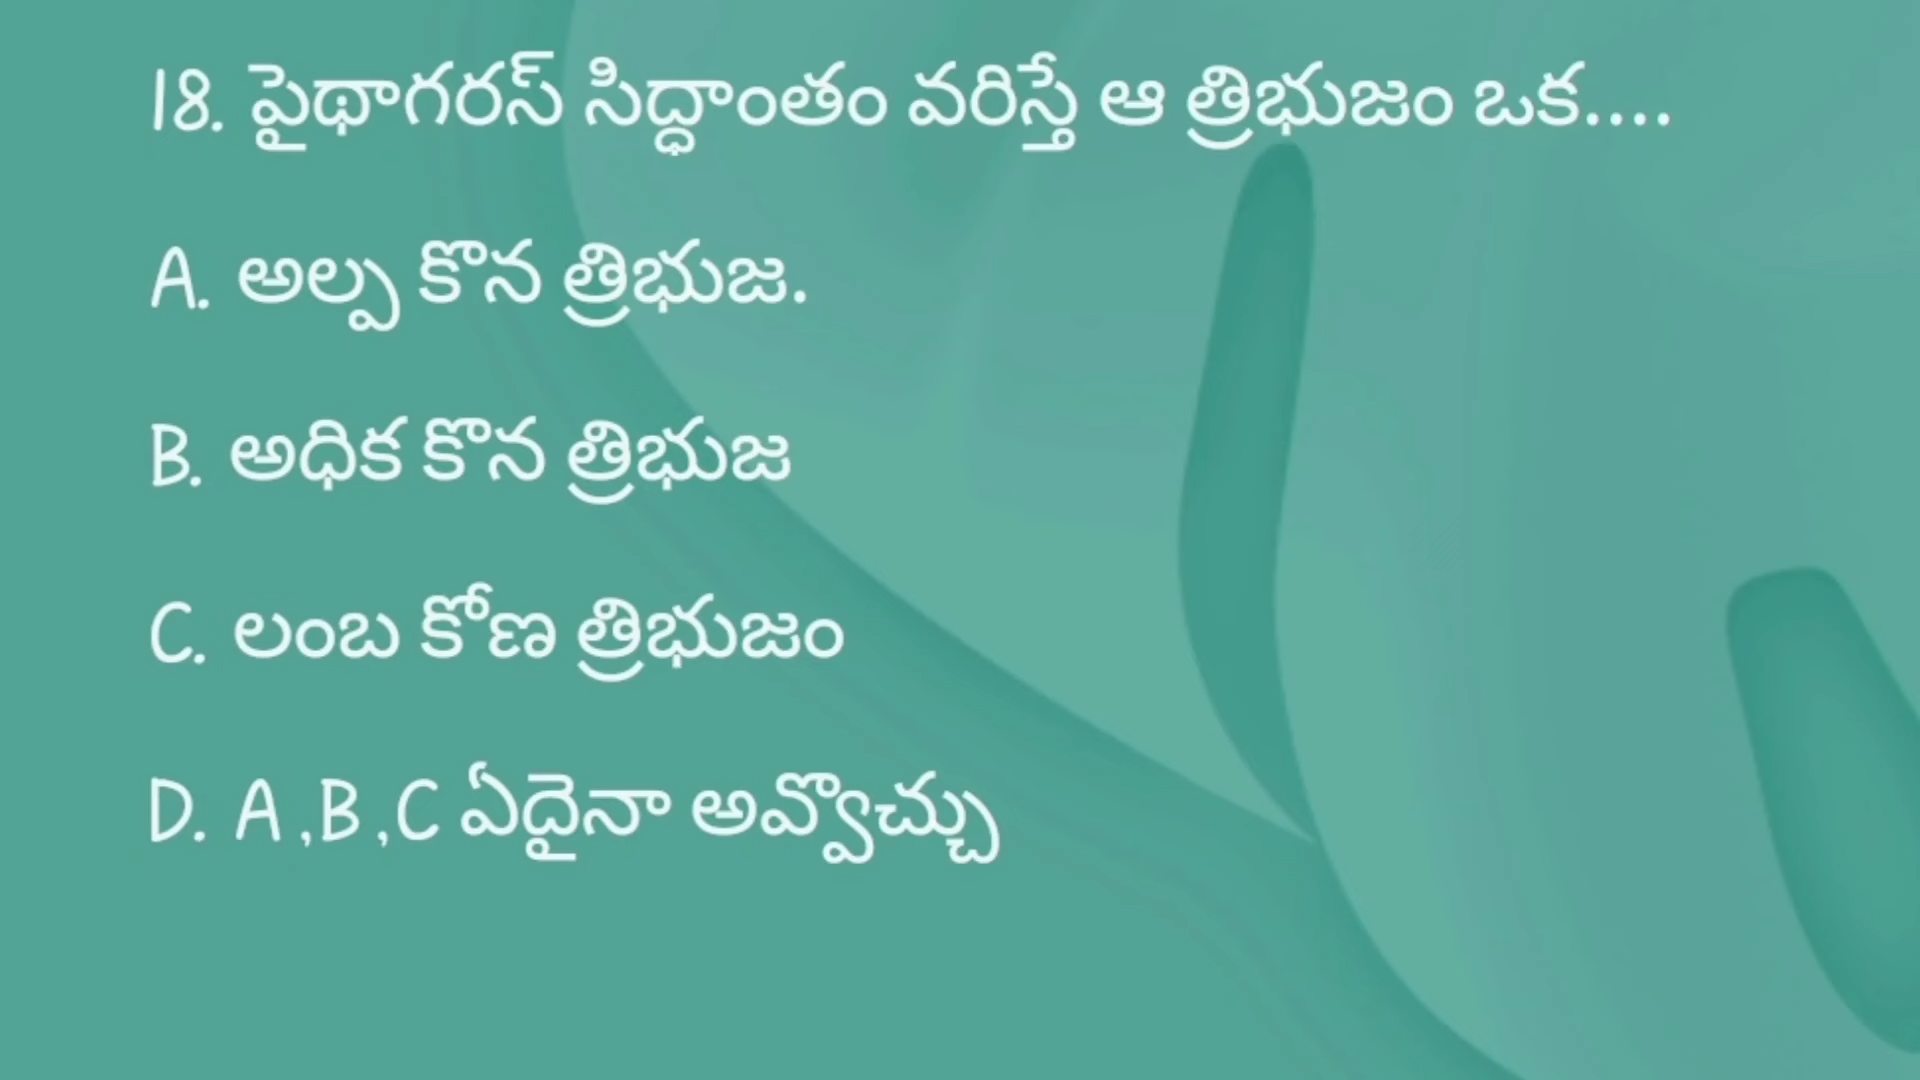 18. పైథాగరస్ సిద్ధాంతం వరిస్తే ఆ త్రిభుజం ఒక....
A. అల్ప కొన త్రిభుజ.
B. అధిక కొన త్రిభుజ
C. లంబ కోణ త్రిభుజం
D. A ,B ,C ఏదైనా అవ్వొచ్చు